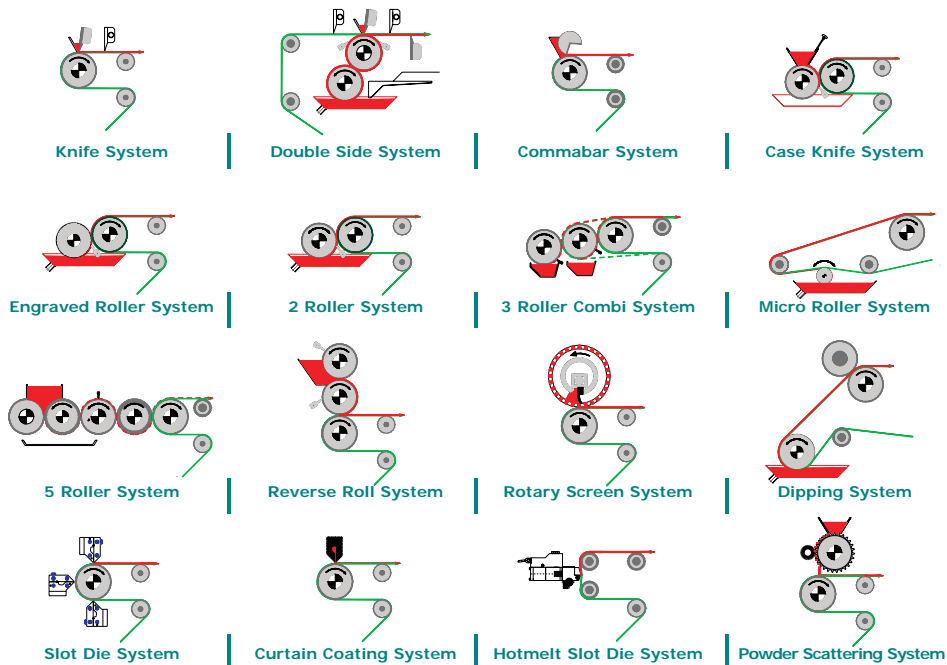 Knife System
Double Side System
Commabar System
Case Knife System
Engraved Roller System
2 Roller System
3 Roller Combi System
Micro Roller System
5 Roller System
Reverse Roll System
Rotary Screen System
Dipping System
Slot Die System
Curtain Coating System
Hotmelt Slot Die System
Powder Scattering System